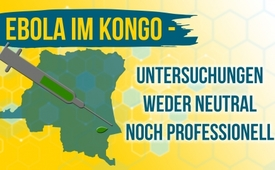 EBOLA IM KONGO -
UNTERSUCHUNGEN
WEDER NEUTRAL
NOCH PROFESSIONELL